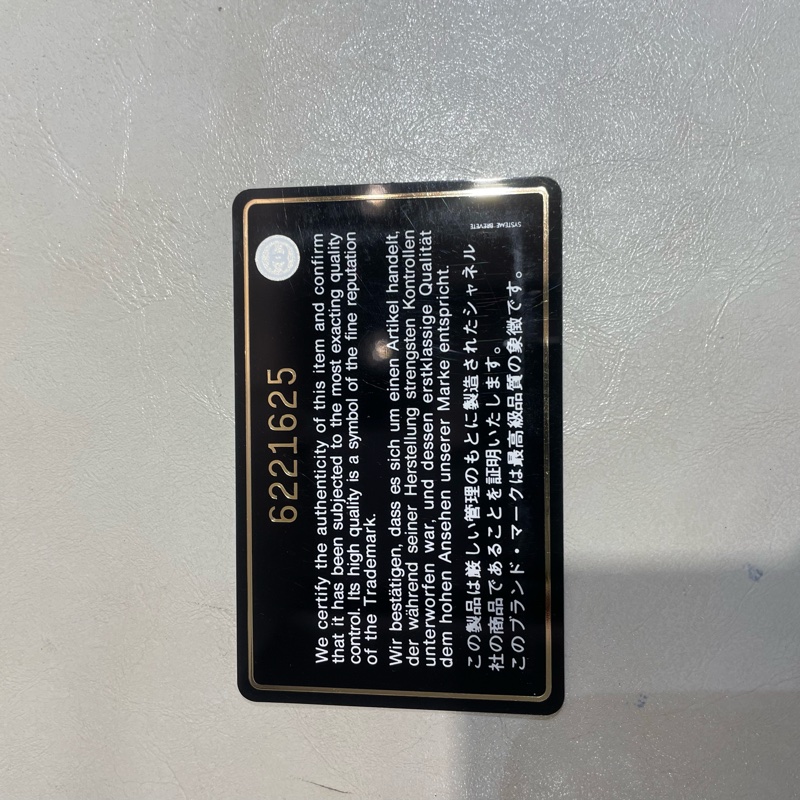 6221625
We certify the authenticity of this item and confirm
that it has been subjected to the most exacting quality
control. Its high quality is a symbol of the fine reputation
of the Trademark.
Wir bestätigen, dass es sich um einen Artikel handelt,
der während seiner Herstellung strengsten Kontrollen
unterworfen war, und dessen erstklassige Qualität
dem hohen Ansehen unserer Marke entspricht.
この製品は厳しい管理のもとに製造されたシャネル
社の商品であることを証明いたします。
このブランド・マークは最高級品質の象徴です。
SYSTEME BREVETE